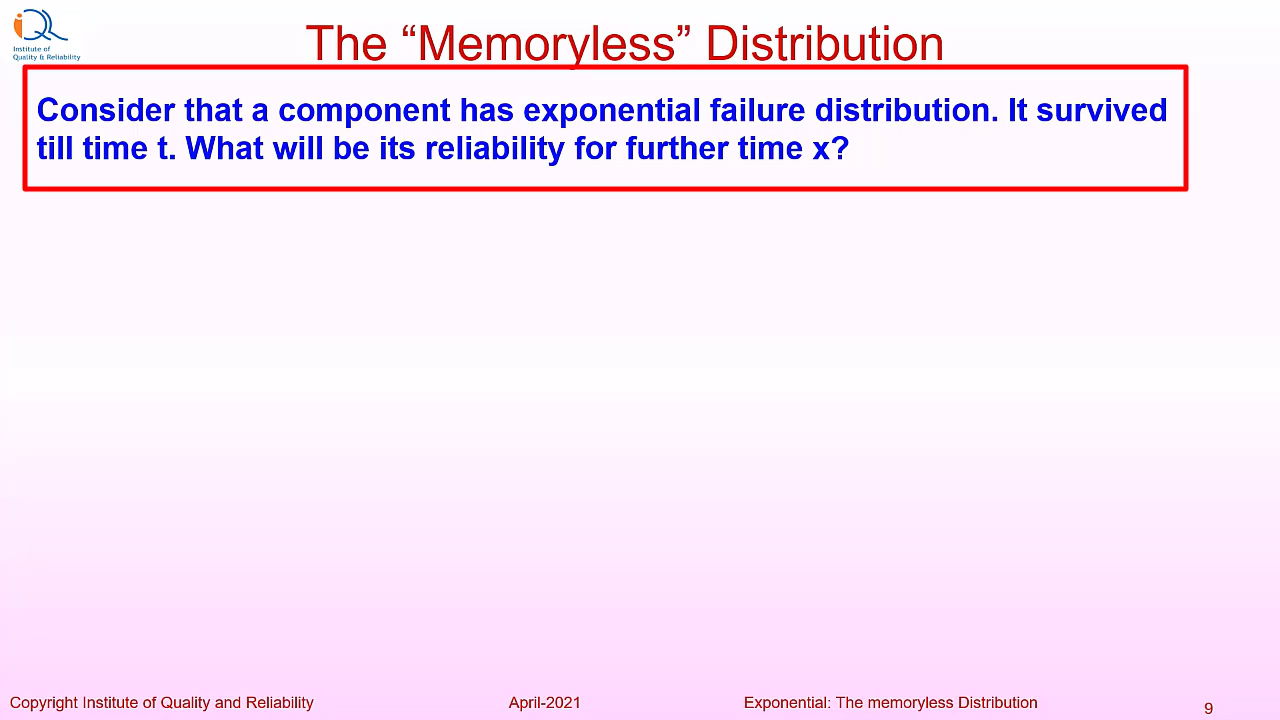 Institute of
Quality & Reliability
The “Memoryless” Distribution
Consider that a component has exponential failure distribution. It survived
till time t. What will be its reliability for further time x?
Copyright Institute of Quality and Reliability
April-2021
Exponential: The memoryless Distribution
9